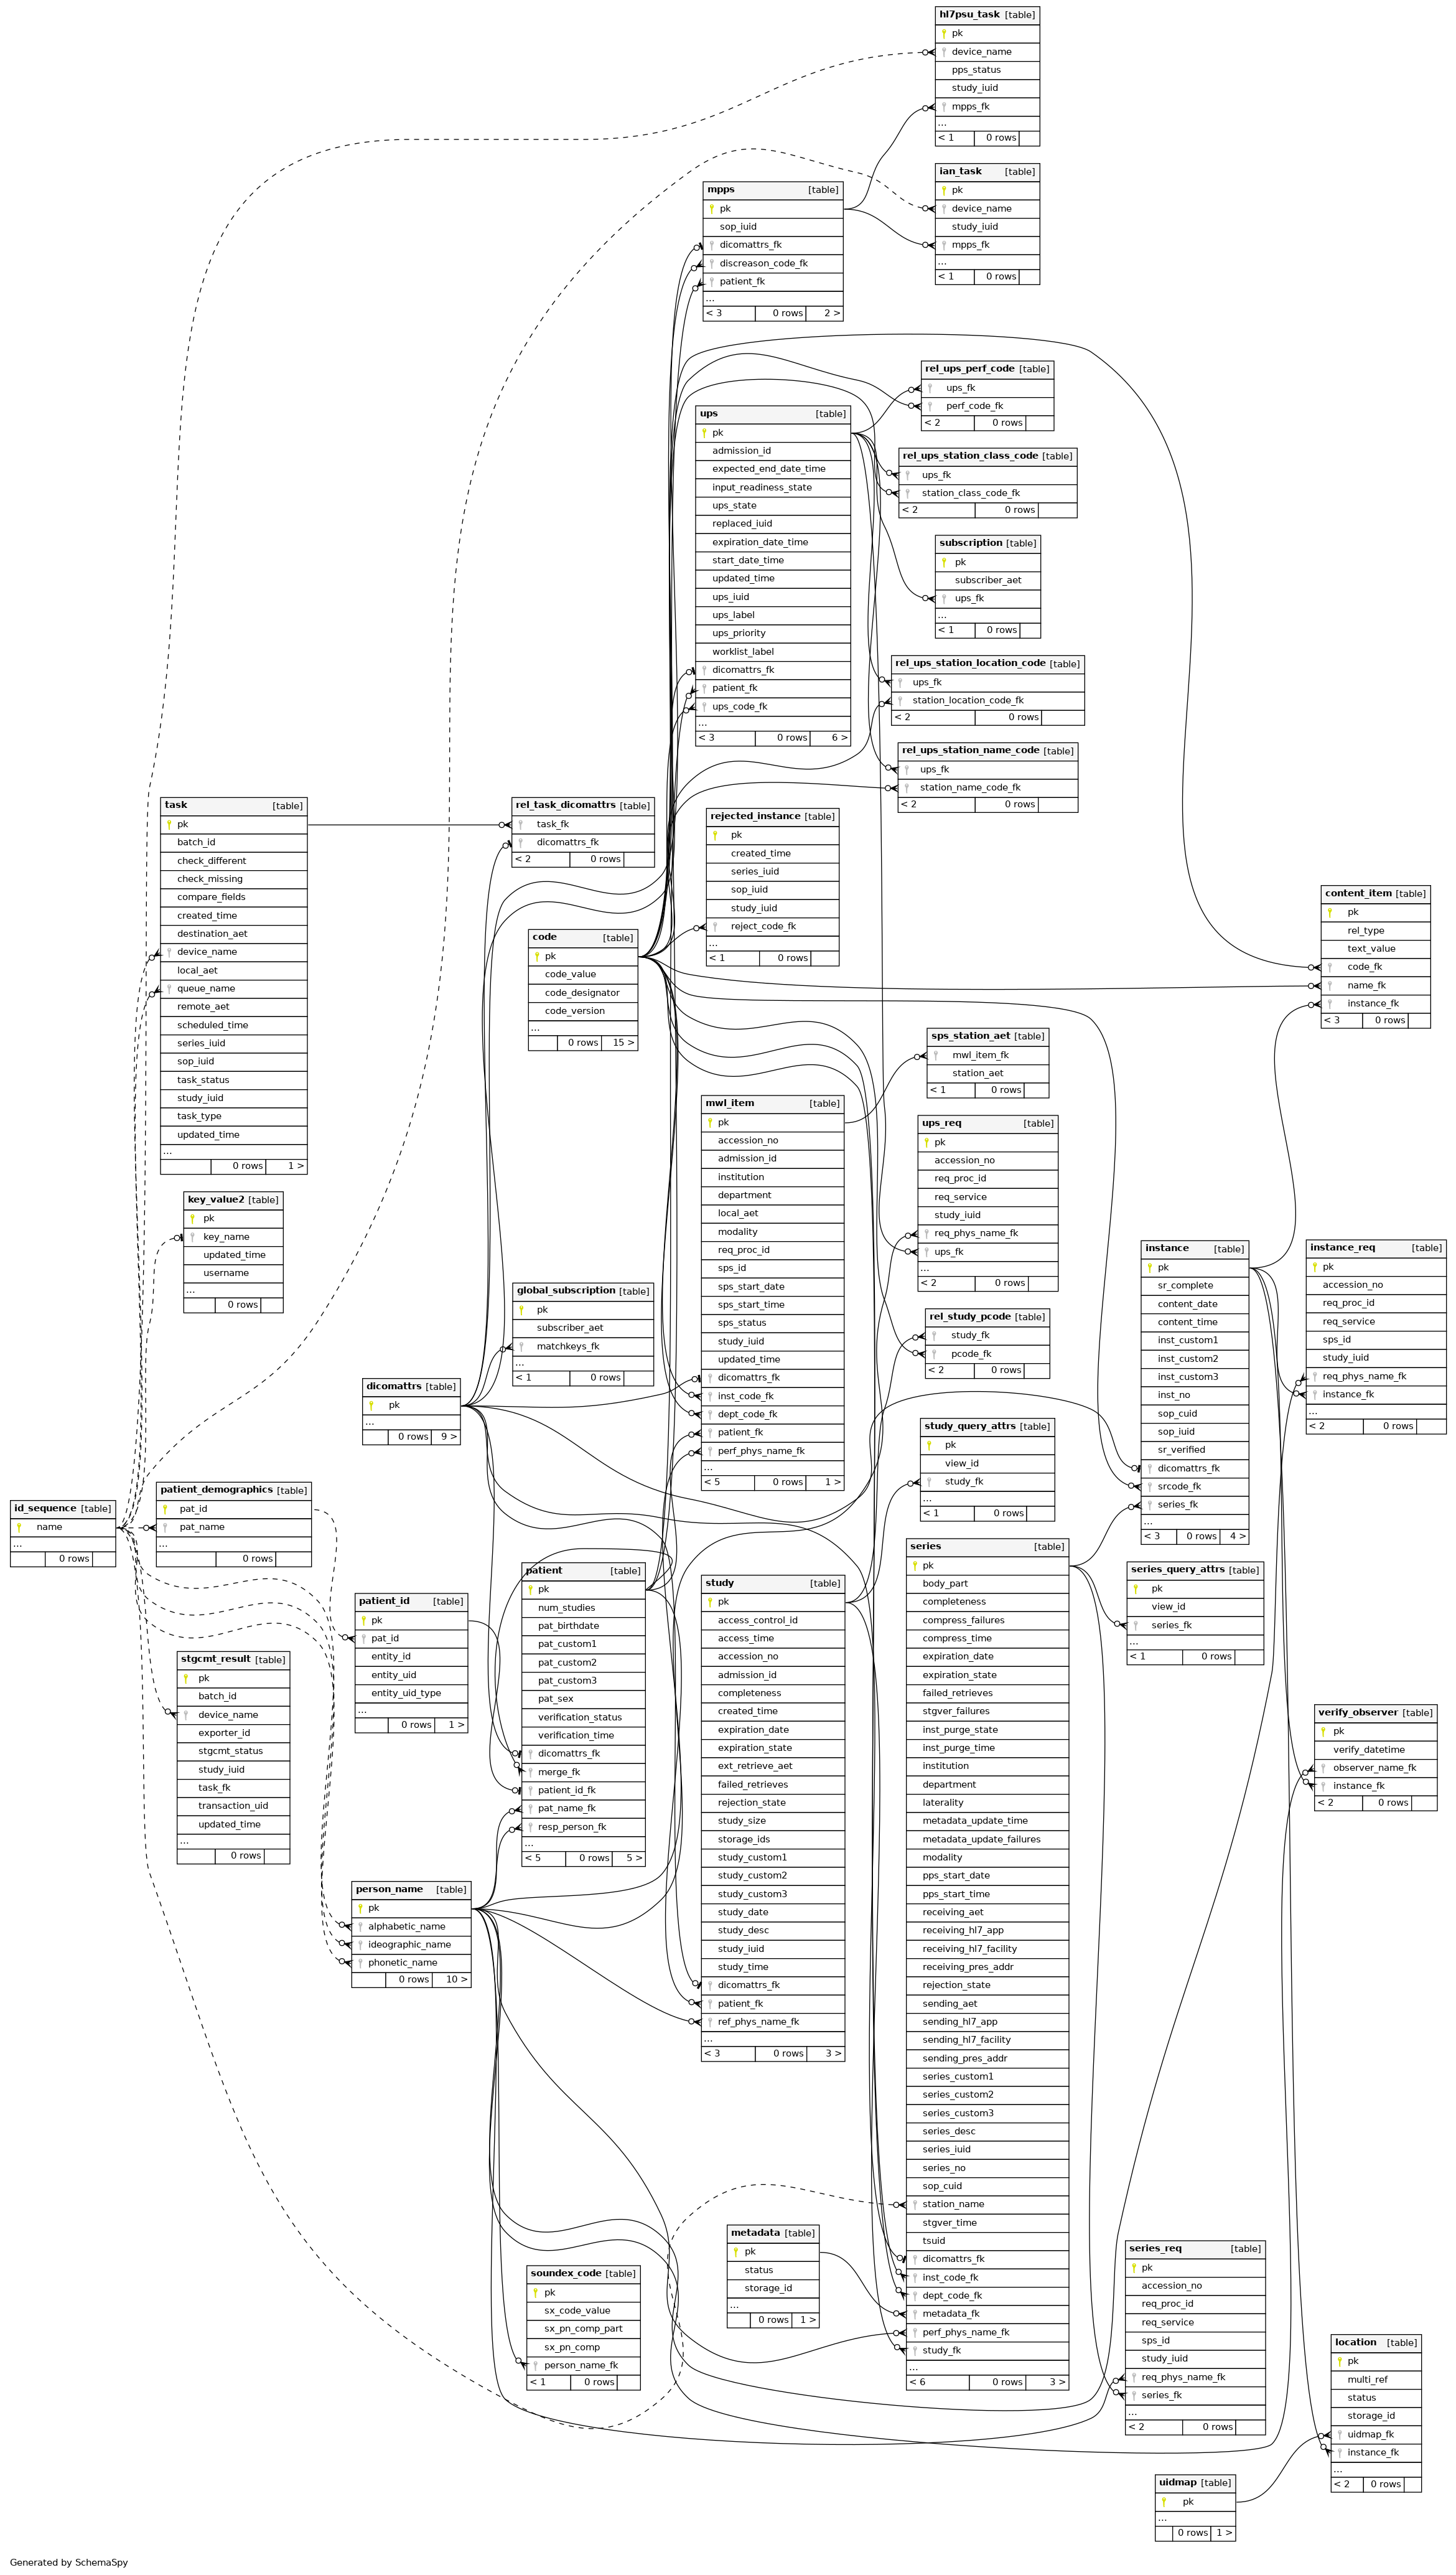 hl7psu_task [table]
pk
device_name
pps_status
study_iuid
mpps_fk
...
< 1 0 rows
ian_task [table]
pk
device_name
study_iuid
mpps_fk
...
< 1 0 rows
mpps [table]
pk
sop_iuid
dicomattrs_fk
discreason_code_fk
patient_fk
...
< 3 0 rows 2 >
rel_ups_perf_code [table]
ups_fk
perf_code_fk
< 2 0 rows
ups [table]
pk
admission_id
expected_end_date_time
input_readiness_state
ups_state
replaced_iuid
expiration_date_time
start_date_time
updated_time
ups_iuid
ups_label
ups_priority
worklist_label
dicomattrs_fk
patient_fk
ups_code_fk
...
< 3 0 rows 6 >
rel_ups_station_class_code [table]
ups_fk
station_class_code_fk
< 2 0 rows
subscription [table]
pk
subscriber_aet
ups_fk
...
< 1 0 rows
rel_ups_station_location_code [table]
ups_fk
station_location_code_fk
< 2 0 rows
rel_ups_station_name_code [table]
ups_fk
station_name_code_fk
< 2 0 rows
task [table]
pk
batch_id
check_different
check_missing
compare_fields
created_time
destination_aet
device_name
local_aet
queue_name
remote_aet
scheduled_time
series_iuid
sop_iuid
task_status
study_iuid
task_type
updated_time
...
0 rows 1 >
rel_task_dicomattrs [table]
task_fk
dicomattrs_fk
< 2 0 rows
rejected_instance [table]
pk
created_time
series_iuid
sop_iuid
study_iuid
reject_code_fk
...
< 1 0 rows
content_item [table]
pk
rel_type
text_value
code_fk
name_fk
instance_fk
< 3 0 rows
code [table]
pk
code_value
code_designator
code_version
...
0 rows 15 >
sps_station_aet [table]
mwl_item_fk
station_aet
< 1 0 rows
mwl_item [table]
pk
accession_no
admission_id
institution
department
local_aet
modality
req_proc_id
sps_id
sps_start_date
sps_start_time
sps_status
study_iuid
updated_time
dicomattrs_fk
inst_code_fk
dept_code_fk
patient_fk
perf_phys_name_fk
...
< 5 0 rows 1 >
ups_req [table]
pk
accession_no
req_proc_id
req_service
study_iuid
req_phys_name_fk
ups_fk
...
< 2 0 rows
key_value2 [table]
pk
key_name
updated_time
username
...
0 rows
instance [table]
pk
sr_complete
content_date
content_time
inst_custom1
inst_custom2
inst_custom3
inst_no
sop_cuid
sop_iuid
sr_verified
dicomattrs_fk
srcode_fk
series_fk
...
< 3 0 rows 4 >
instance_req [table]
pk
accession_no
req_proc_id
req_service
sps_id
study_iuid
req_phys_name_fk
instance_fk
...
< 2 0 rows
global_subscription [table]
pk
subscriber_aet
matchkeys_fk
...
< 1 0 rows
rel_study_pcode [table]
study_fk
pcode_fk
< 2 0 rows
dicomattrs [table]
pk
...
0 rows 9 >
study_query_attrs [table]
pk
view_id
study_fk
...
< 1 0 rows
patient_demographics [table]
pat_id
pat_name
...
0 rows
id_sequence [table]
name
...
0 rows
series [table]
pk
body_part
completeness
compress_failures
compress_time
expiration_date
expiration_state
failed_retrieves
stgver_failures
inst_purge_state
inst_purge_time
institution
department
laterality
metadata_update_time
metadata_update_failures
modality
pps_start_date
pps_start_time
receiving_aet
receiving_hl7_app
receiving_hl7_facility
receiving_pres_addr
rejection_state
sending_aet
sending_hl7_app
sending_hl7_facility
sending_pres_addr
series_custom1
series_custom2
series_custom3
series_desc
series_iuid
series_no
sop_cuid
station_name
stgver_time
tsuid
dicomattrs_fk
inst_code_fk
dept_code_fk
metadata_fk
perf_phys_name_fk
study_fk
...
< 6 0 rows 3 >
series_query_attrs [table]
pk
view_id
series_fk
...
< 1 0 rows
patient [table]
pk
num_studies
pat_birthdate
pat_custom1
pat_custom2
pat_custom3
pat_sex
verification_status
verification_time
dicomattrs_fk
merge_fk
patient_id_fk
pat_name_fk
resp_person_fk
...
< 5 0 rows 5 >
study [table]
pk
access_control_id
access_time
accession_no
admission_id
completeness
created_time
expiration_date
expiration_state
ext_retrieve_aet
failed_retrieves
rejection_state
study_size
storage_ids
study_custom1
study_custom2
study_custom3
study_date
study_desc
study_iuid
study_time
dicomattrs_fk
patient_fk
ref_phys_name_fk
...
< 3 0 rows 3 >
patient_id [table]
pk
pat_id
entity_id
entity_uid
entity_uid_type
...
0 rows 1 >
stgcmt_result [table]
pk
batch_id
device_name
exporter_id
stgcmt_status
study_iuid
task_fk
transaction_uid
updated_time
...
0 rows
verify_observer [table]
pk
verify_datetime
observer_name_fk
instance_fk
< 2 0 rows
person_name [table]
pk
alphabetic_name
ideographic_name
phonetic_name
0 rows 10 >
metadata [table]
pk
status
storage_id
...
0 rows 1 >
series_req [table]
pk
accession_no
req_proc_id
req_service
sps_id
study_iuid
req_phys_name_fk
series_fk
...
< 2 0 rows
soundex_code [table]
pk
sx_code_value
sx_pn_comp_part
sx_pn_comp
person_name_fk
< 1 0 rows
location [table]
pk
multi_ref
status
storage_id
uidmap_fk
instance_fk
...
< 2 0 rows
uidmap [table]
pk
...
0 rows 1 >
Generated by SchemaSpy